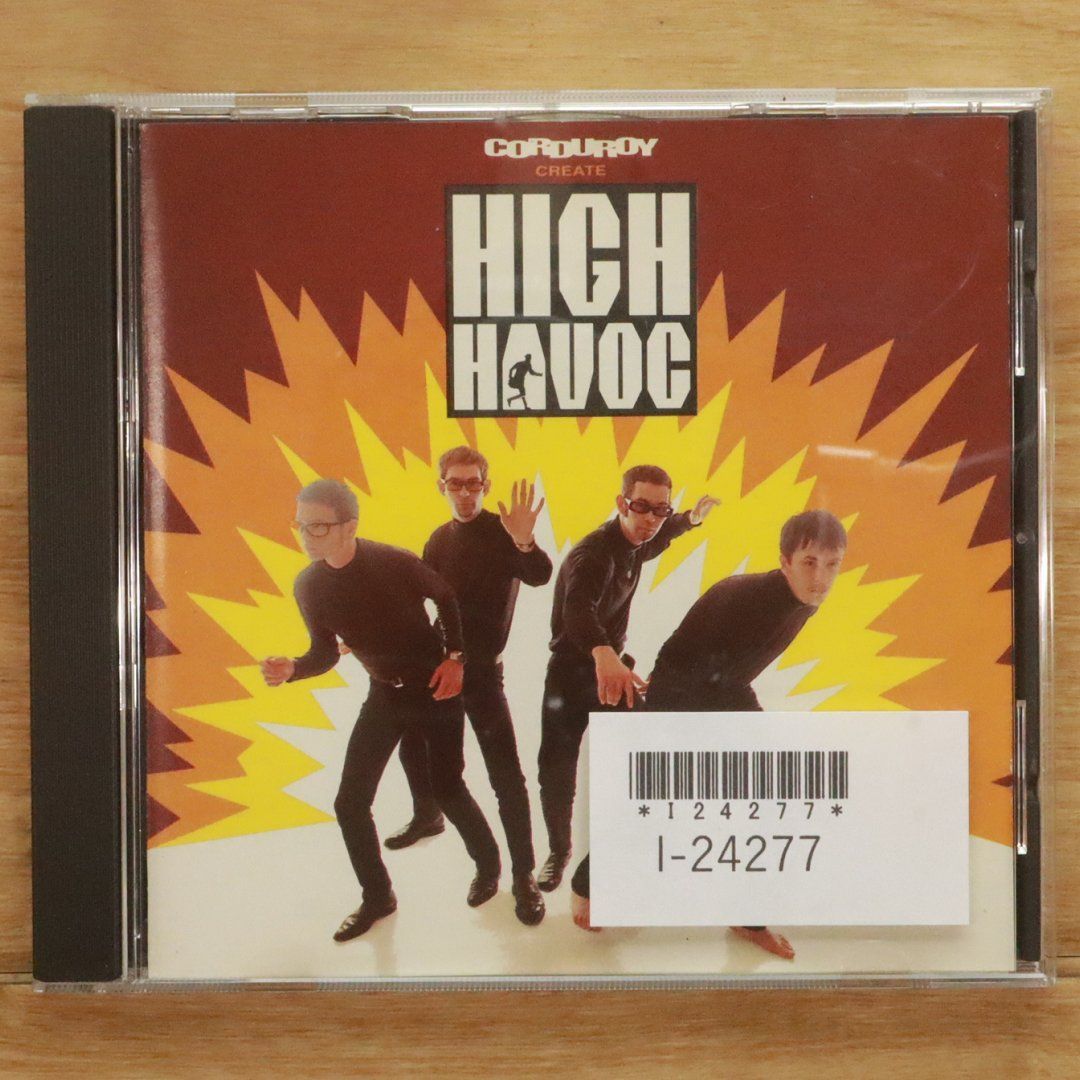 CORDUROY
CREATE
HIGH
HAVOC
*I24277*
I-24277